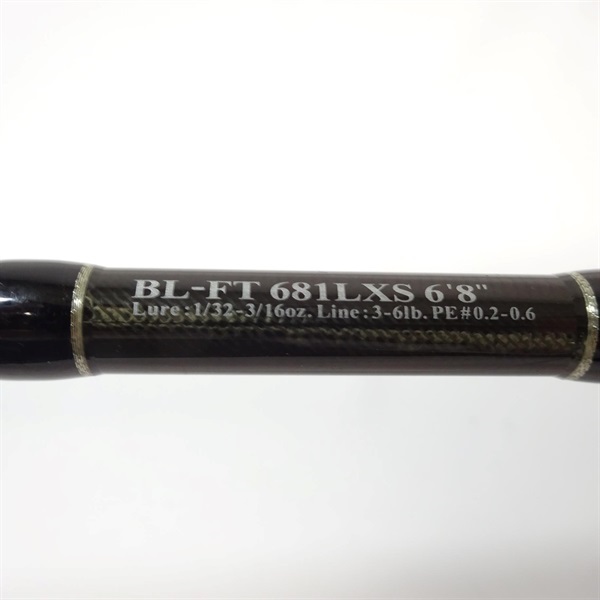 BL-FT 681LXS 6'8"
Lure:1/32-3/16oz. Line:3-6lb. PE#0.2-0.6